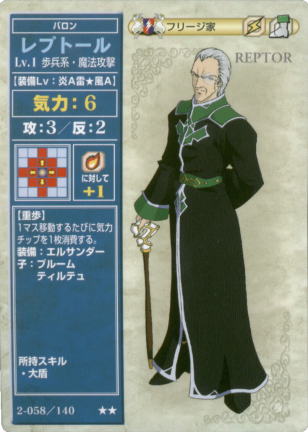 バロン
フリージ家
レプトール
REPTOR
Lv.1 歩兵系・魔法攻撃
【装備Lv：炎A雷★風A】
気力：6
攻：3／反：2
に対して
+1
【重歩】
1マス移動するたびに気力
チップを1枚消費する。
装備：エルサンダー
子：ブルーム
ティルテュ
所持スキル
・大盾
2-058／140 ★★